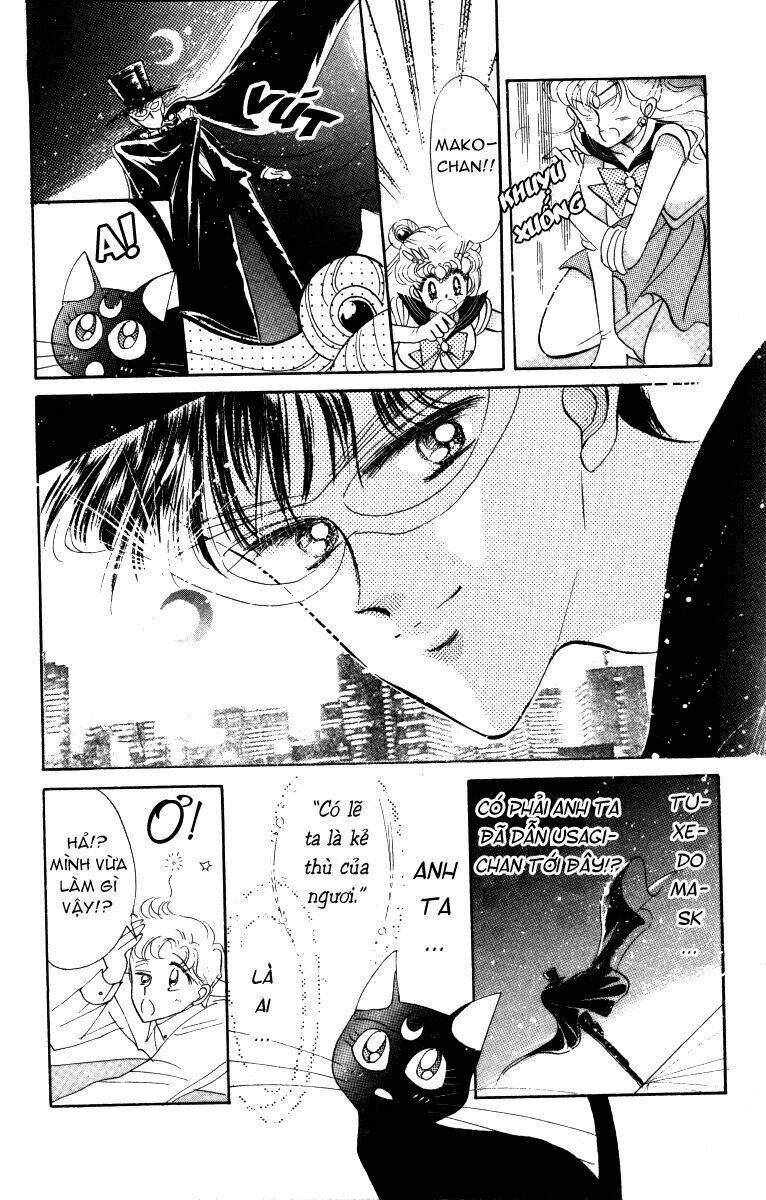 KHUỴU
XUỐNG
MAKO-
CHAN!!
VÚT
A!
TU-
XE-
DO
MA-
SK
...
CÓ PHẢI ANH TA
ĐÃ DẪN USAGI-
CHAN TỚI ĐÂY!?
ANH
TA
...
"Có lẽ
ta là kẻ
thù của
ngươi."
LÀ
AI
...
Ơ!
HẢ!?
MÌNH VỪA
LÀM GÌ
VẬY!?